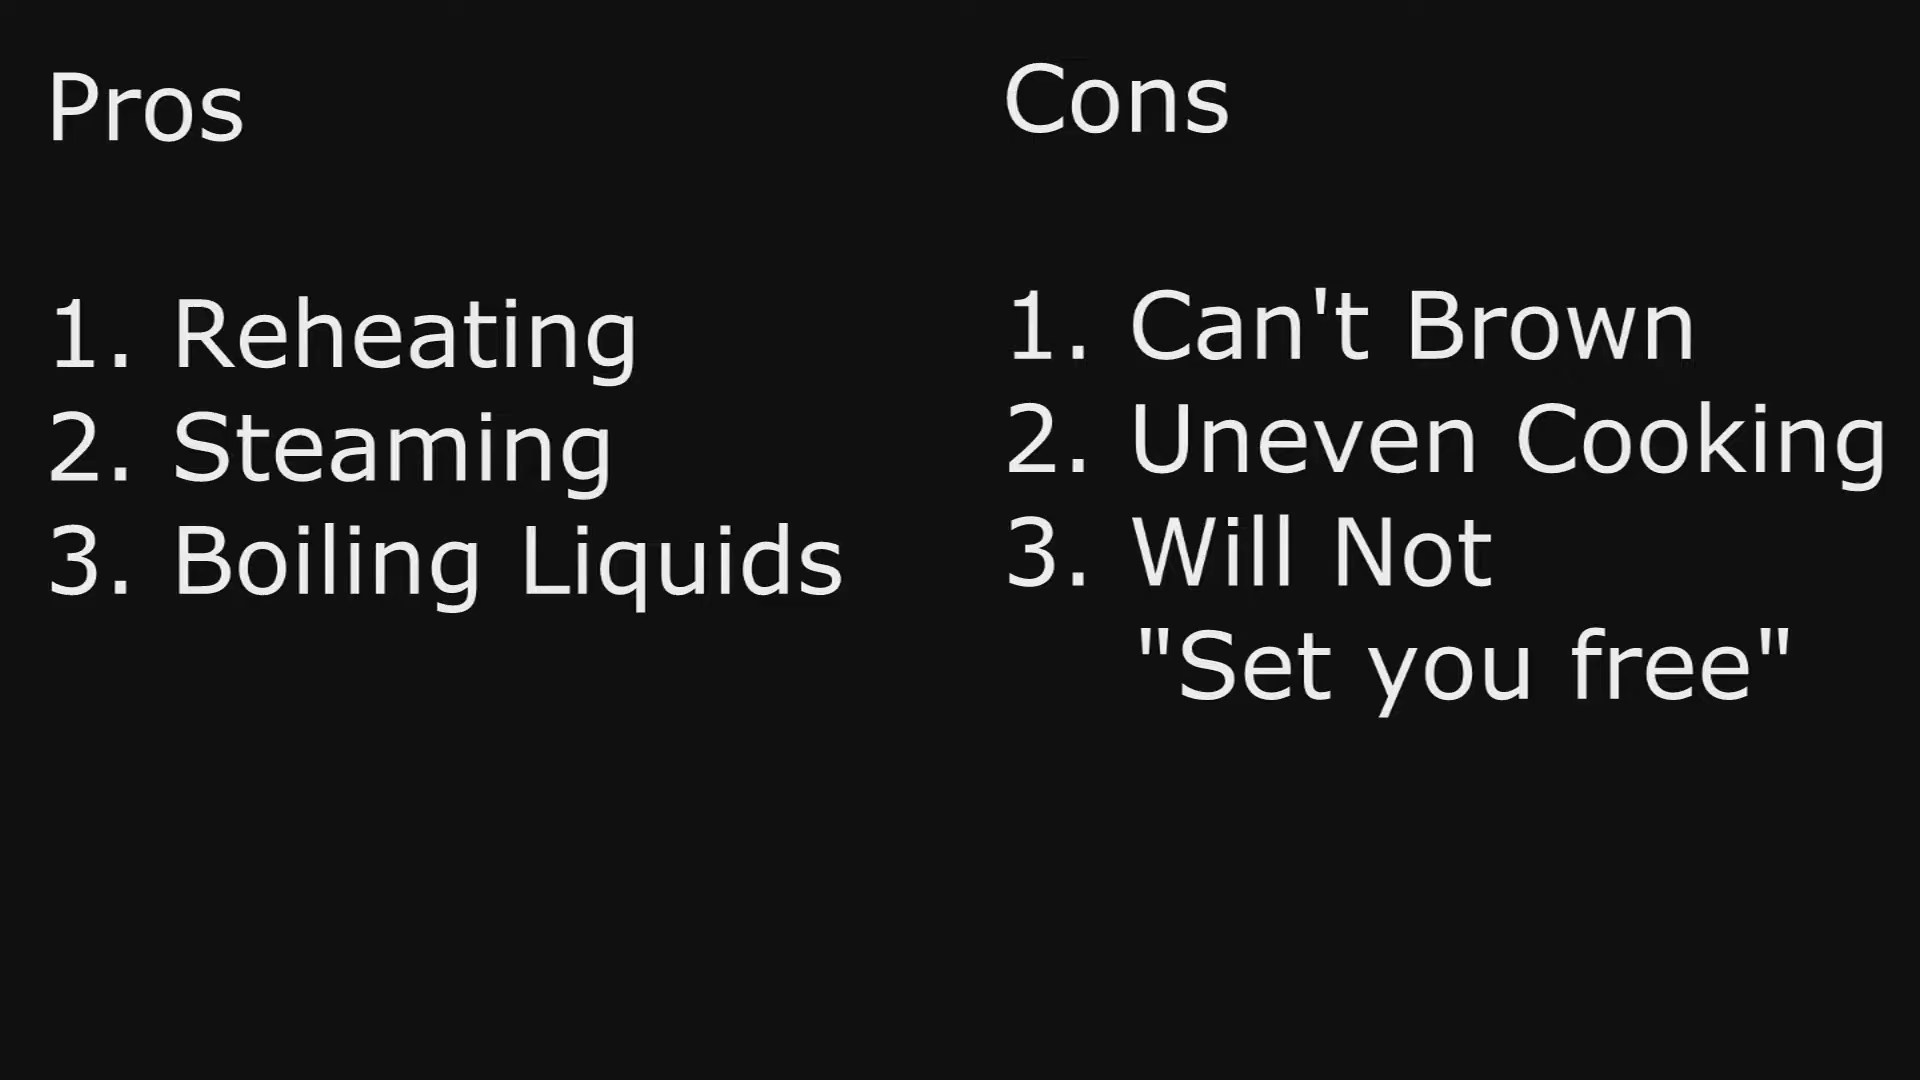 Pros
1. Reheating
2. Steaming
3. Boiling Liquids
Cons
1. Can't Brown
2. Uneven Cooking
3. Will Not
"Set you free"